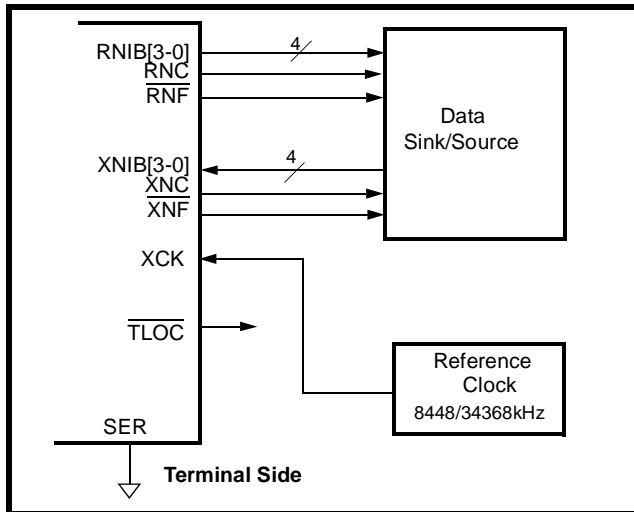 RNIB[3-0]
4
RNC
RNF
Data
Sink/Source
XNIB[3-0]
4
XNC
XNF
XCK
TLOC
Reference
Clock
8448/34368kHz
SER
Terminal Side